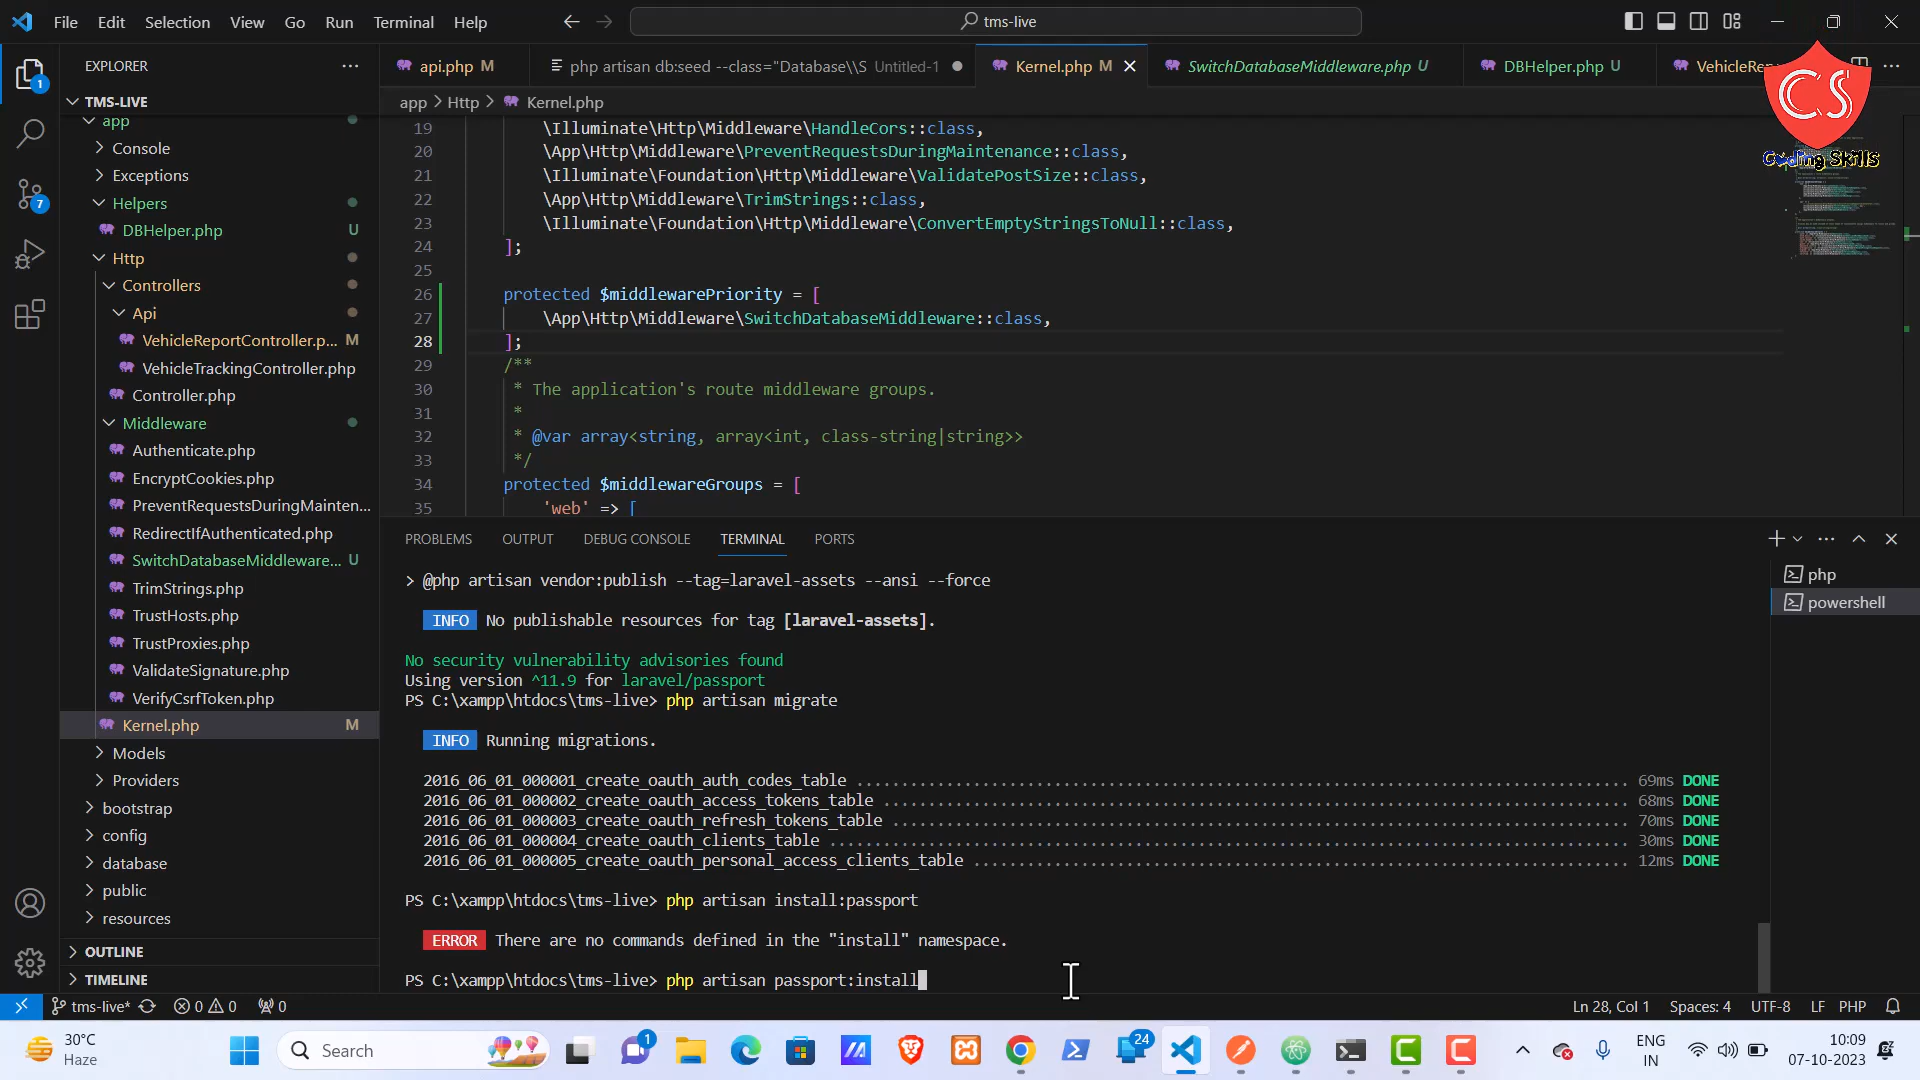 File Edit Selection View Go Run Terminal Help
tms-live
EXPLORER
api.php M
php artisan db:seed --class="Database\\S Untitled-1
Kernel.php M
SwitchDatabaseMiddleware.php U
DBHelper.php U
VehicleRep
CS
Coding Skills
app > Http > Kernel.php
TMS-LIVE
app
Console
Exceptions
Helpers
DBHelper.php U
Http
Controllers
Api
VehicleReportController.p... M
VehicleTrackingController.php
Controller.php
Middleware
Authenticate.php
EncryptCookies.php
PreventRequestsDuringMainten...
RedirectIfAuthenticated.php
SwitchDatabaseMiddleware... U
TrimStrings.php
TrustHosts.php
TrustProxies.php
ValidateSignature.php
VerifyCsrfToken.php
Kernel.php M
Models
Providers
bootstrap
config
database
public
resources
OUTLINE
TIMELINE
19 \Illuminate\Http\Middleware\HandleCors::class,
20 \App\Http\Middleware\PreventRequestsDuringMaintenance::class,
21 \Illuminate\Foundation\Http\Middleware\ValidatePostSize::class,
22 \App\Http\Middleware\TrimStrings::class,
23 \Illuminate\Foundation\Http\Middleware\ConvertEmptyStringsToNull::class,
24 ];
25
26 protected $middlewarePriority = [
27 \App\Http\Middleware\SwitchDatabaseMiddleware::class,
28 ];
29 /**
30 * The application's route middleware groups.
31 *
32 * @var array<string, array<int, class-string|string>>
33 */
34 protected $middlewareGroups = [
35 'web' => [
PROBLEMS OUTPUT DEBUG CONSOLE TERMINAL PORTS
php
powershell
> @php artisan vendor:publish --tag=laravel-assets --ansi --force
INFO No publishable resources for tag [laravel-assets].
No security vulnerability advisories found
Using version ^11.9 for laravel/passport
PS C:\xampp\htdocs\tms-live> php artisan migrate
INFO Running migrations.
2016_06_01_000001_create_oauth_auth_codes_table 69ms DONE
2016_06_01_000002_create_oauth_access_tokens_table 68ms DONE
2016_06_01_000003_create_oauth_refresh_tokens_table 70ms DONE
2016_06_01_000004_create_oauth_clients_table 30ms DONE
2016_06_01_000005_create_oauth_personal_access_clients_table 12ms DONE
PS C:\xampp\htdocs\tms-live> php artisan install:passport
ERROR There are no commands defined in the "install" namespace.
PS C:\xampp\htdocs\tms-live> php artisan passport:install
tms-live* 0 0 0
Ln 28, Col 1 Spaces: 4 UTF-8 LF PHP
30°C
Haze
Search
1
24
ENG
IN
10:09
07-10-2023
1
7